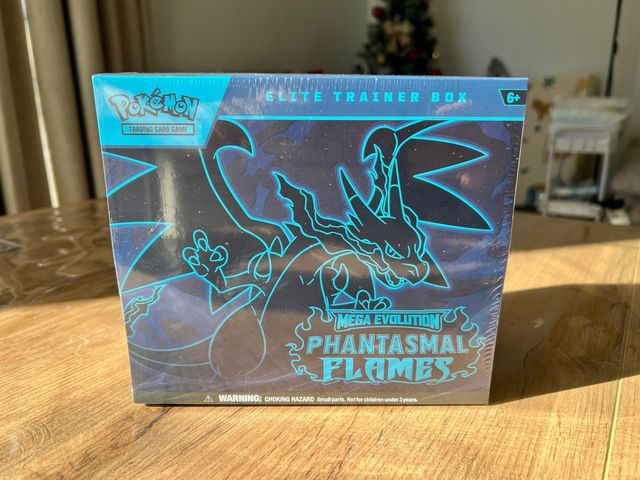 Pokémon
TRADING CARD GAME
ELITE TRAINER BOX
6+
MEGA EVOLUTION
PHANTASMAL
FLAMES
WARNING: CHOKING HAZARD Small parts. Not for children under 3 years.